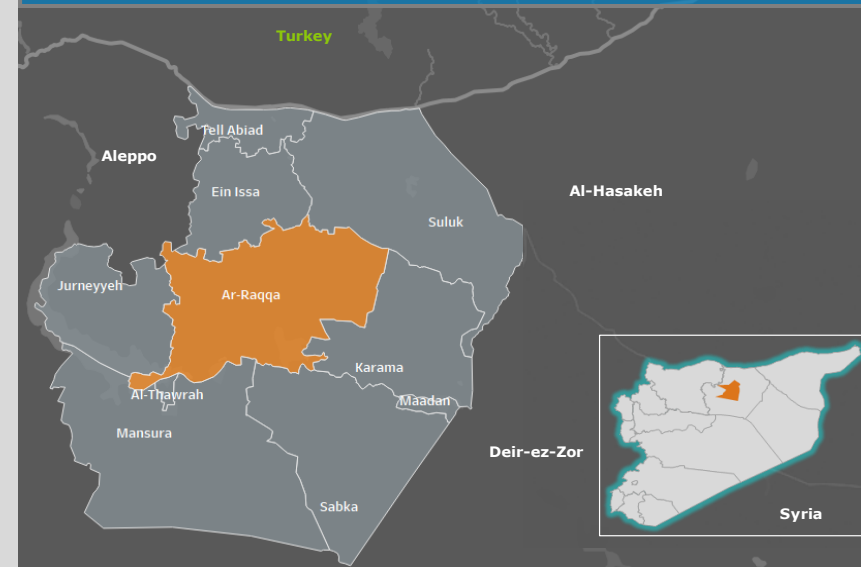 Turkey
Tell Abiad
Aleppo
Ein Issa
Al-Hasakeh
Suluk
Jurneyyeh
Ar-Raqqa
Karama
Al-Thawrah
Maadan
Mansura
Deir-ez-Zor
Sabka
Syria